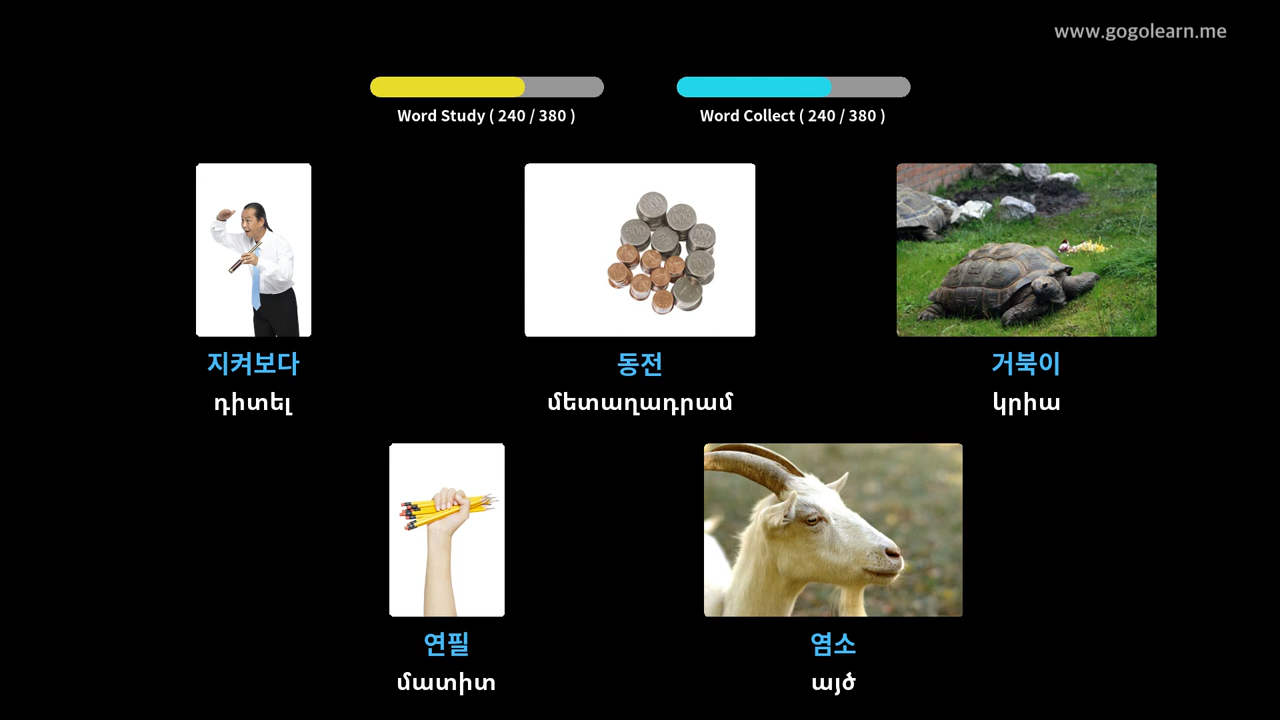 www.gogolearn.me
Word Study ( 240 / 380 )
Word Collect ( 240 / 380 )
지켜보다
դիտել
동전
մետաղադրամ
거북이
կրիա
연필
մատիտ
염소
այծ